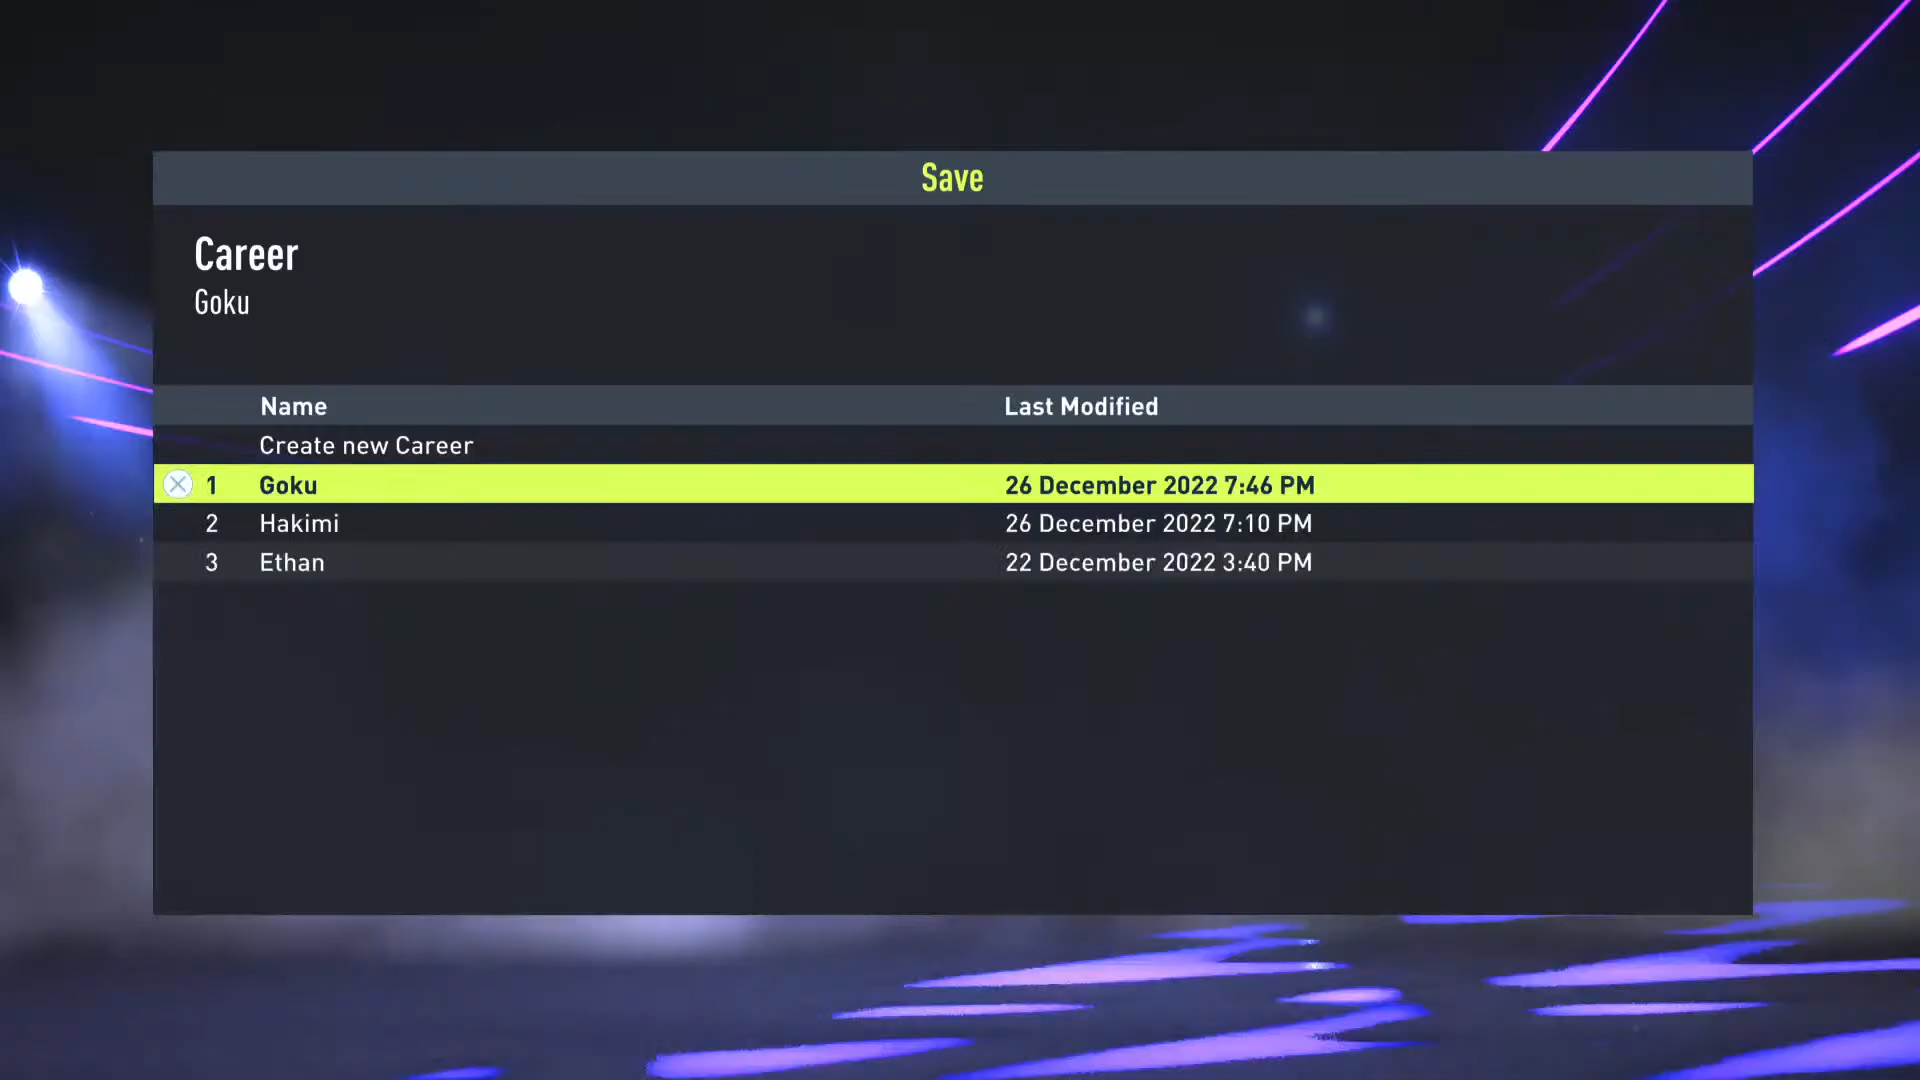 Save
Career
Goku
Name Last Modified
Create new Career
1 Goku 26 December 2022 7:46 PM
2 Hakimi 26 December 2022 7:10 PM
3 Ethan 22 December 2022 3:40 PM